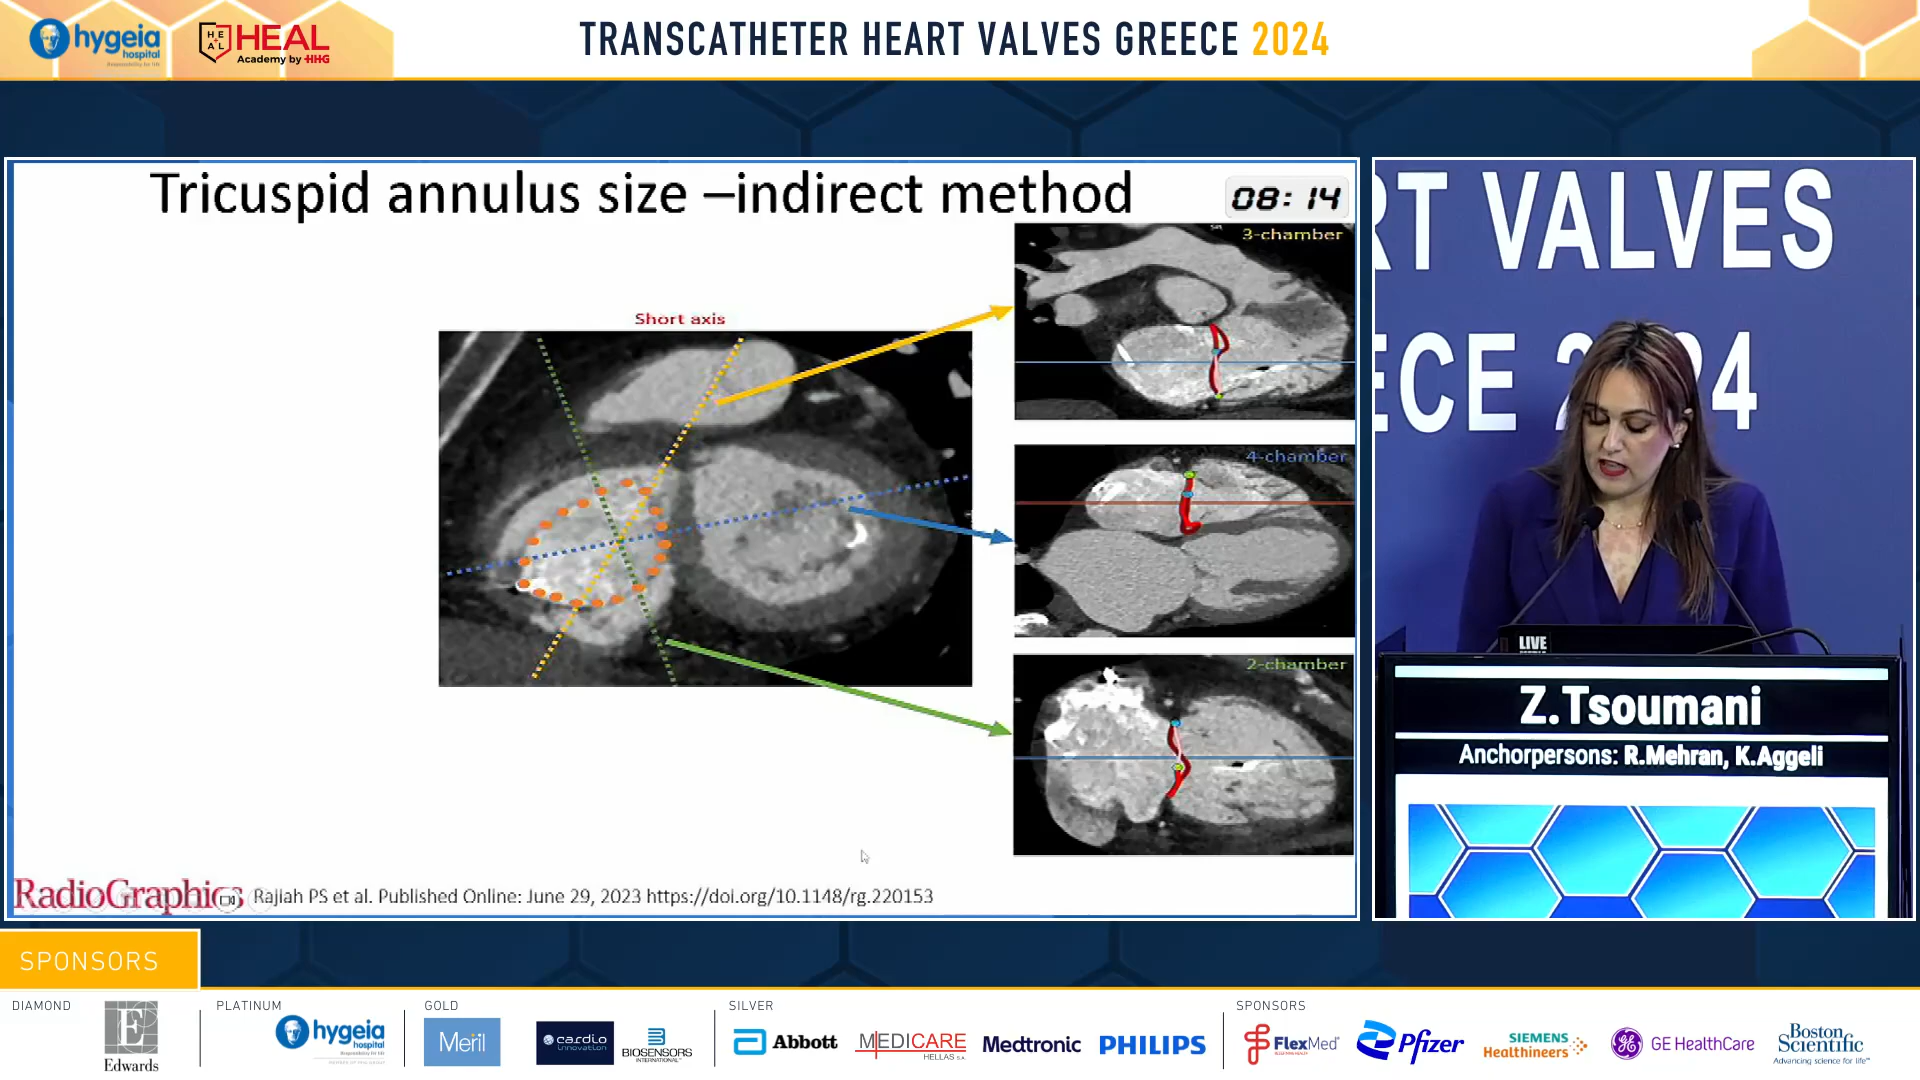 hygeia
hospital
HEAL
HEAL
Academy by HHG
TRANSCATHETER HEART VALVES GREECE 2024
Tricuspid annulus size –indirect method
08:14
Short axis
3-chamber
4-chamber
2-chamber
RadioGraphics
Rajiah PS et al. Published Online: June 29, 2023 https://doi.org/10.1148/rg.220153
RT VALVES
ECE 2 24
LIVE
Z.Tsoumani
Anchorpersons: R.Mehran, K.Aggeli
SPONSORS
DIAMOND
E
Edwards
PLATINUM
hygeia
hospital
GOLD
Meril
cardio
innovation
BIOSENSORS
INTERNATIONAL
SILVER
Abbott
MEDICARE
HELLAS S.A.
Medtronic
PHILIPS
SPONSORS
FlexMed
Pfizer
SIEMENS
Healthineers
GE HealthCare
Boston
Scientific
Advancing science for life